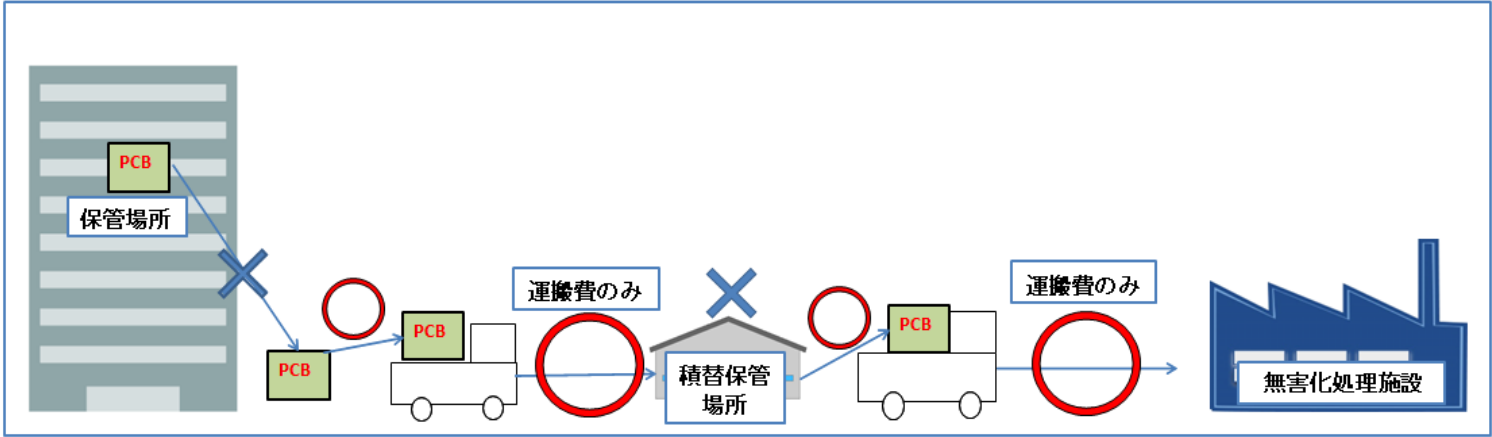 PCB
保管場所
PCB
PCB
運搬費のみ
積替保管
場所
PCB
運搬費のみ
無害化処理施設